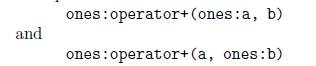 ones:operator+(ones:a, b)
and
ones:operator+(a, ones:b)